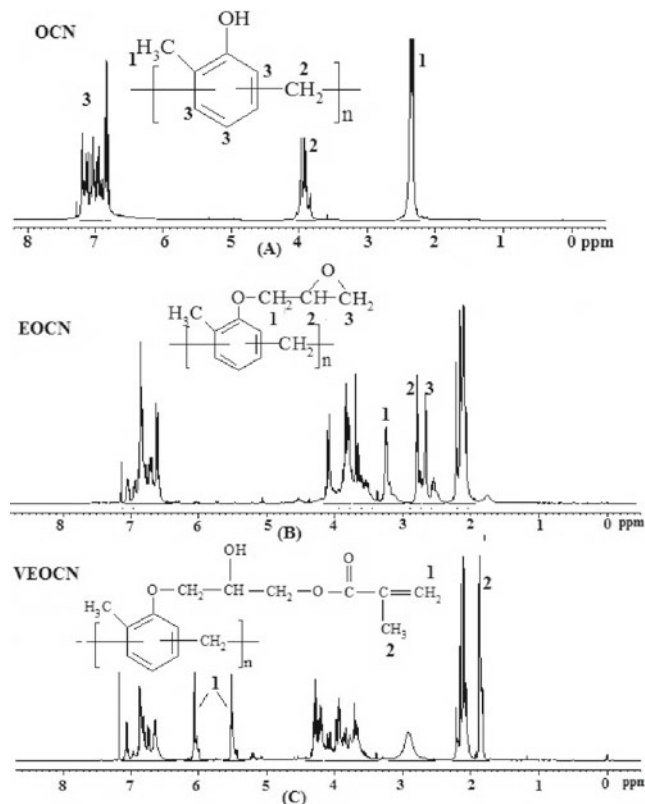 OCN
OH
H₃C
1
3
2
CH₂
n
3
3
3
2
1
8 7 6 5 4 3 2 1 0 ppm
(A)
EOCN
O
O CH₂ CH CH₂
1 2 3
H₃C
CH₂
n
1
2
3
8 7 6 5 4 3 2 1 ppm
(B)
VEOCN
OH
O
O CH₂ CH CH₂ O C C CH₂
1
CH₃
2
H₃C
CH₂
n
1
2
8 7 6 5 4 3 2 1 0 ppm
(C)